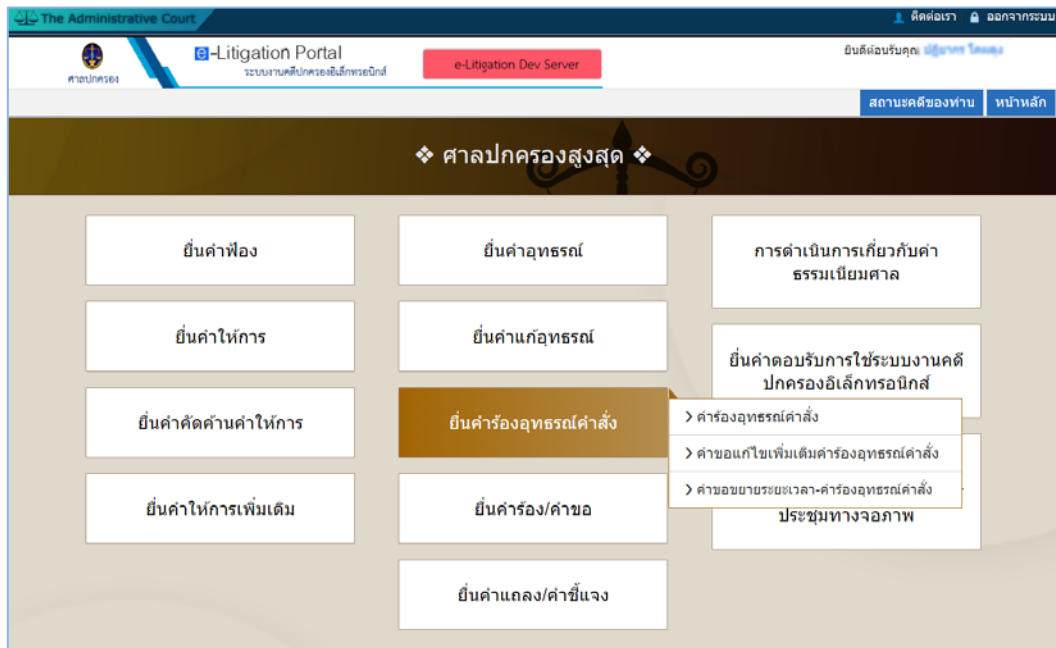 The Administrative Court
ติดต่อเรา
ออกจากระบบ
e-Litigation Portal
ระบบงานคดีปกครองอิเล็กทรอนิกส์
ศาลปกครอง
e-Litigation Dev Server
ยินดีต้อนรับคุณ
สถานะคดีของท่าน
หน้าหลัก
❖ ศาลปกครองสูงสุด ❖
ยื่นคำฟ้อง
ยื่นคำอุทธรณ์
การดำเนินการเกี่ยวกับค่า
ธรรมเนียมศาล
ยื่นคำให้การ
ยื่นคำแก้อุทธรณ์
ยื่นคำตอบรับการใช้ระบบงานคดี
ปกครองอิเล็กทรอนิกส์
ยื่นคำคัดค้านคำให้การ
ยื่นคำร้องอุทธรณ์คำสั่ง
> คำร้องอุทธรณ์คำสั่ง
> คำขอแก้ไขเพิ่มเติมคำร้องอุทธรณ์คำสั่ง
> คำขอขยายระยะเวลา-คำร้องอุทธรณ์คำสั่ง
ยื่นคำให้การเพิ่มเติม
ยื่นคำร้อง/คำขอ
ประชุมทางจอภาพ
ยื่นคำแถลง/คำชี้แจง